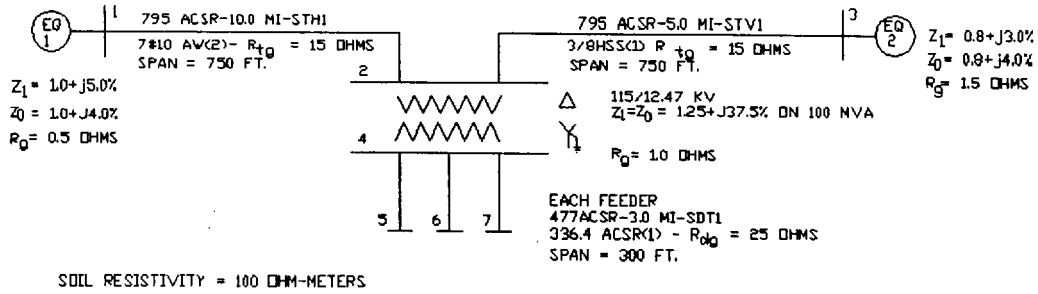 EQ
1
1
795 ACSR-10.0 MI-STH1
7#10 AW(2)- Rtg = 15 OHMS
SPAN = 750 FT.
795 ACSR-5.0 MI-STV1
3/8HSS(1) R tg = 15 OHMS
SPAN = 750 FT.
3
EQ
2
Z1 = 0.8+j3.0%
Z0 = 0.8+j4.0%
Rg = 1.5 OHMS
Z1 = 1.0+j5.0%
Z0 = 1.0+J4.0%
Rg= 0.5 OHMS
2
4
Δ
115/12.47 KV
Z1=Z0 = 1.25+J37.5% ON 100 MVA
Rg= 1.0 OHMS
5
6
7
EACH FEEDER
477ACSR-3.0 MI-SDT1
336.4 ACSR(1) - Rdg = 25 OHMS
SPAN = 300 FT.
SOIL RESISTIVITY = 100 OHM-METERS